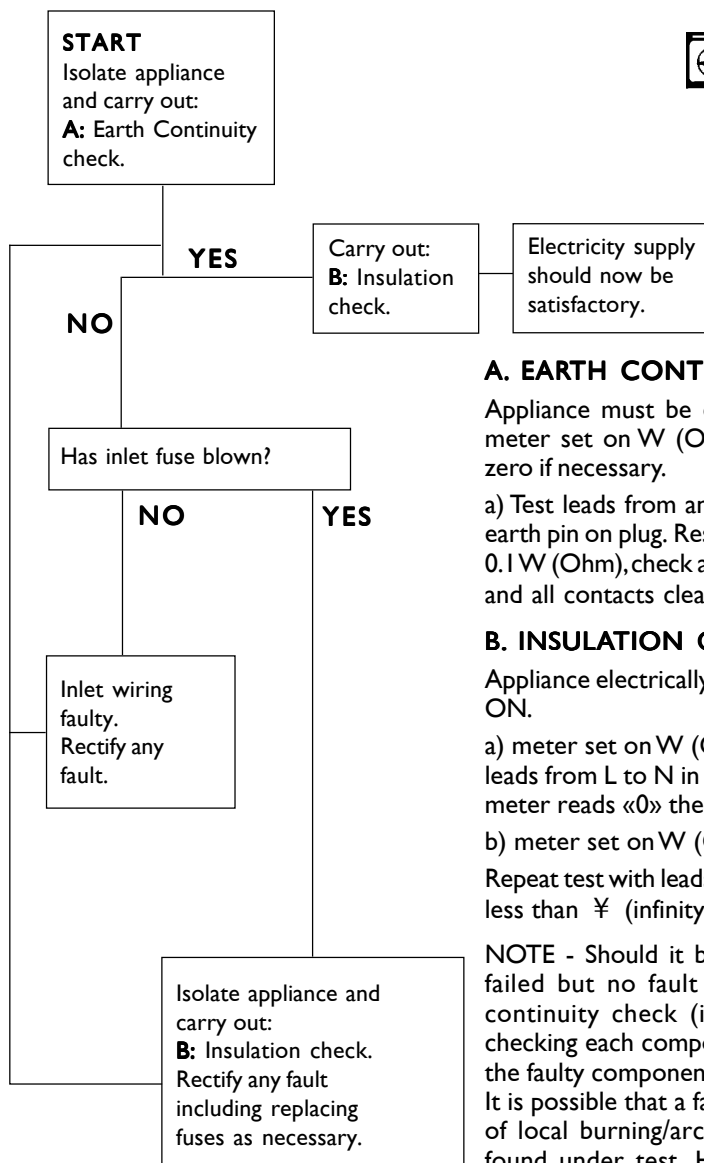 START
Isolate appliance
and carry out:
A: Earth Continuity
check.
YES
Carry out:
B: Insulation
check.
Electricity supply
should now be
satisfactory.
NO
Has inlet fuse blown?
NO
YES
Inlet wiring
faulty.
Rectify any
fault.
Isolate appliance and
carry out:
B: Insulation check.
Rectify any fault
including replacing
fuses as necessary.
A. EARTH CONT
Appliance must be
meter set on W (O
zero if necessary.
a) Test leads from
earth pin on plug. Res
0.1 W (Ohm), check
and all contacts clea
B. INSULATION
Appliance electrically
ON.
a) meter set on W (
leads from L to N in
meter reads «0» the
b) meter set on W (
Repeat test with lead
less than ¥ (infinity
NOTE - Should it b
failed but no fault
continuity check (i
checking each comp
the faulty componen
It is possible that a fa
of local burning/arc
found under test. H